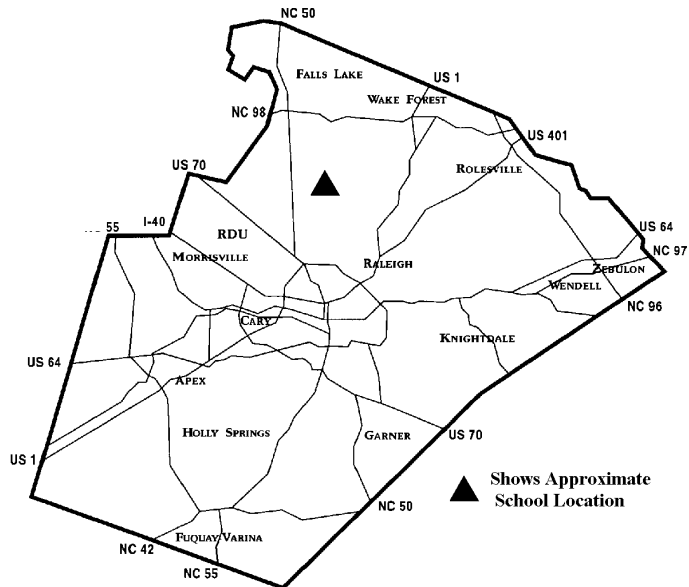 NC 50
FALLS LAKE
US 1
WAKE FOREST
NC 98
US 401
US 70
ROLESVILLE
55
I-40
RDU
US 64
MORRISVILLE
RALEIGH
NC 97
ZEBULON
WENDELL
NC 96
CARY
KNIGHTDALE
US 64
APEX
HOLLY SPRINGS
GARNER
US 70
US 1
Shows Approximate
School Location
NC 50
FUQUAY VARINA
NC 42
NC 55